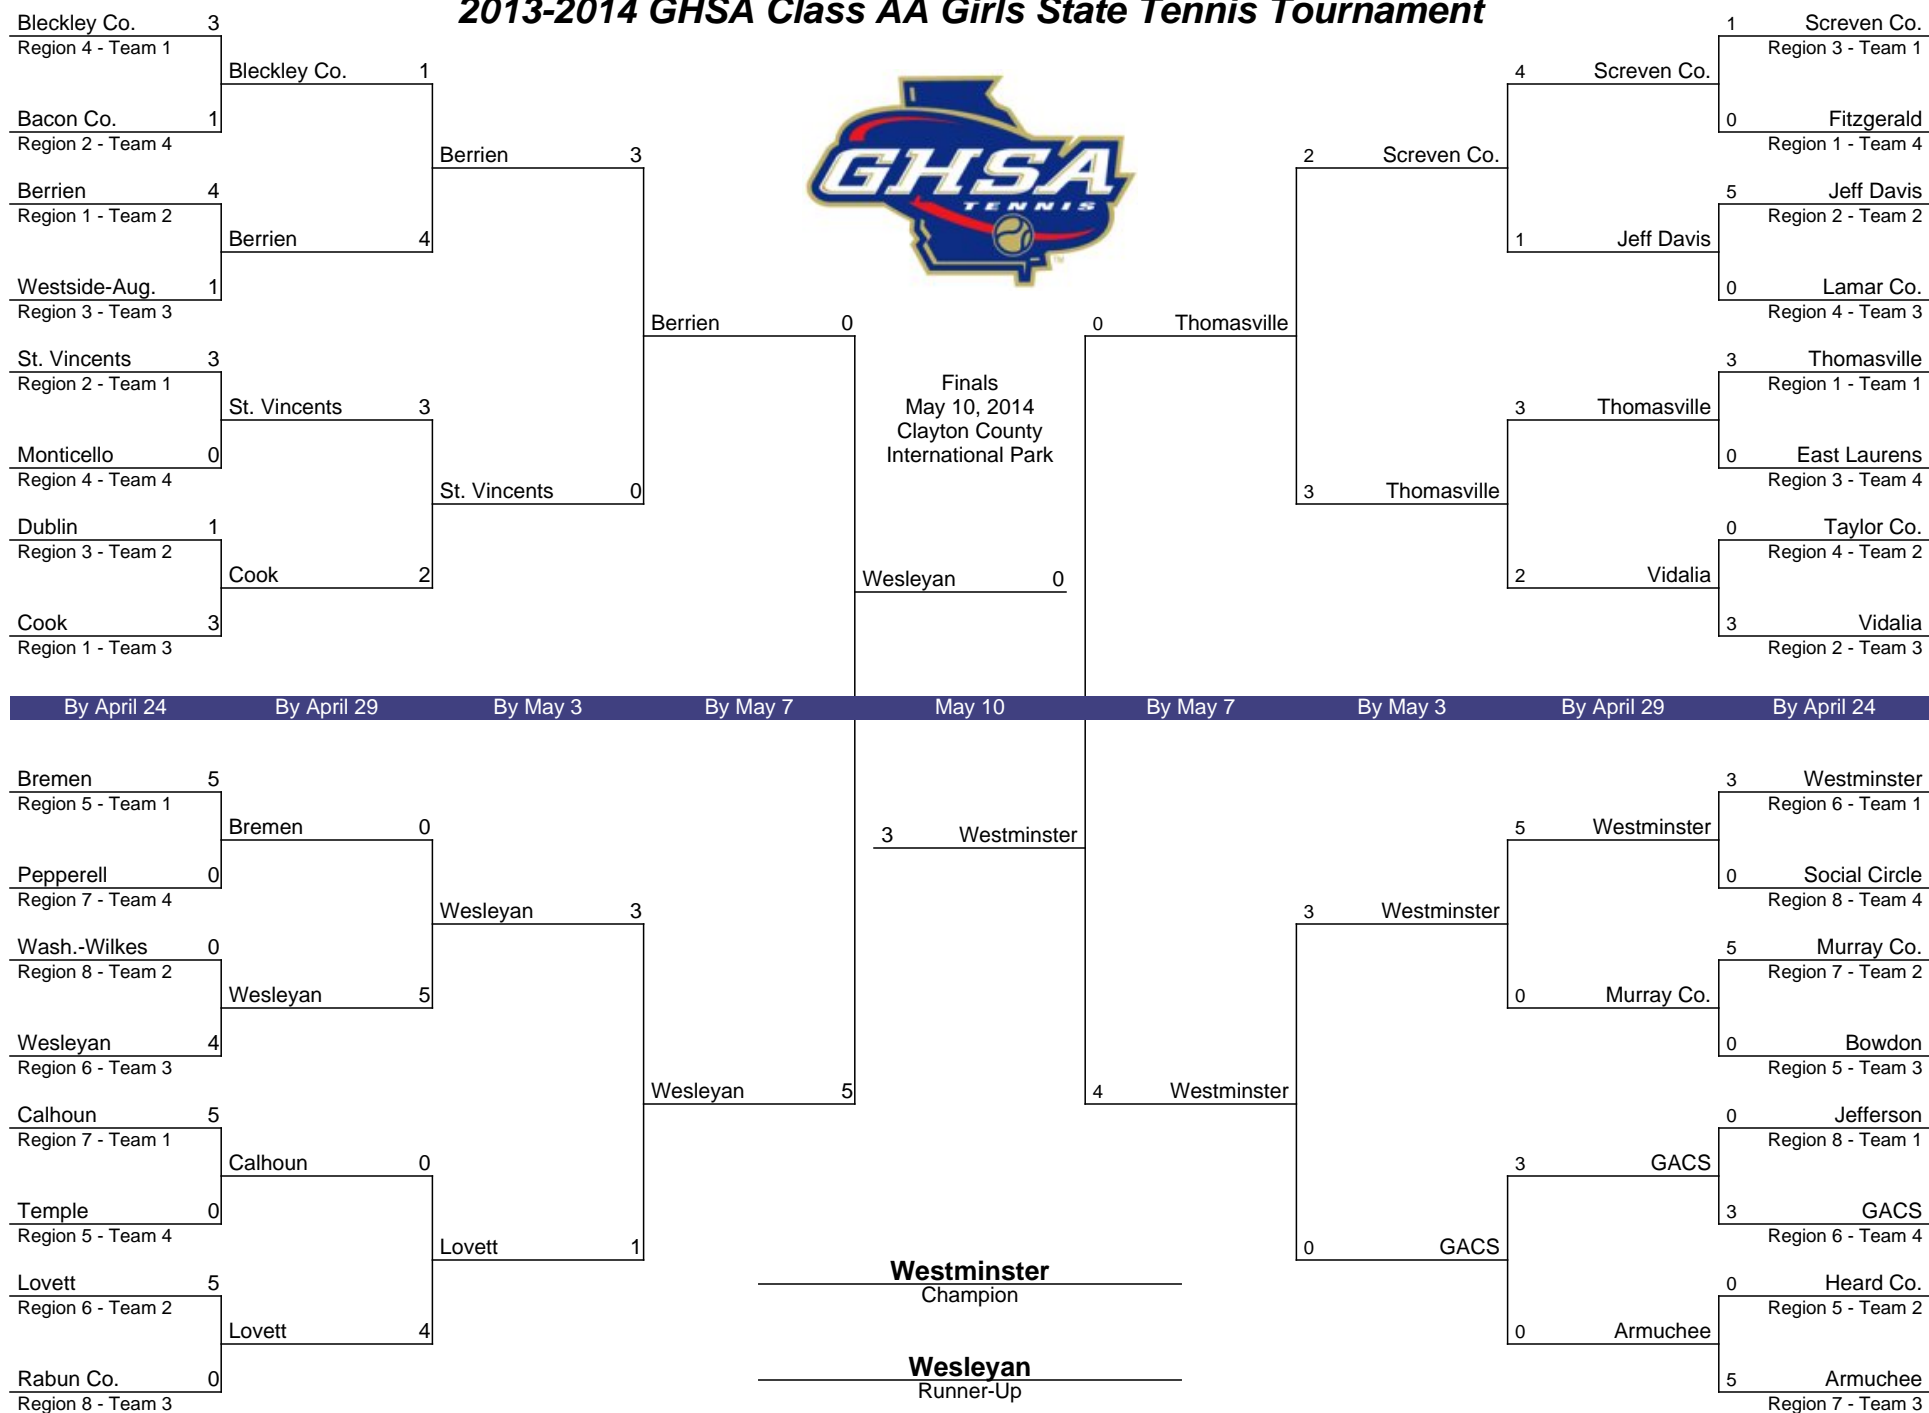 2013-2014 GHSA Class AA Girls State Tennis Tournament
GHSA
TENNIS
TM
Bleckley Co. 3
Region 4 - Team 1
Bacon Co. 1
Region 2 - Team 4
Berrien 4
Region 1 - Team 2
Westside-Aug. 1
Region 3 - Team 3
St. Vincents 3
Region 2 - Team 1
Monticello 0
Region 4 - Team 4
Dublin 1
Region 3 - Team 2
Cook 3
Region 1 - Team 3
Bleckley Co. 1
Berrien 4
St. Vincents 3
Cook 2
Berrien 3
St. Vincents 0
Berrien 0
Finals
May 10, 2014
Clayton County
International Park
Wesleyan 0
0 Thomasville
2 Screven Co.
3 Thomasville
4 Screven Co.
1 Jeff Davis
3 Thomasville
2 Vidalia
1 Screven Co.
Region 3 - Team 1
0 Fitzgerald
Region 1 - Team 4
5 Jeff Davis
Region 2 - Team 2
0 Lamar Co.
Region 4 - Team 3
3 Thomasville
Region 1 - Team 1
0 East Laurens
Region 3 - Team 4
0 Taylor Co.
Region 4 - Team 2
3 Vidalia
Region 2 - Team 3
By April 24 By April 29 By May 3 By May 7 May 10 By May 7 By May 3 By April 29 By April 24
Bremen 5
Region 5 - Team 1
Pepperell 0
Region 7 - Team 4
Wash.-Wilkes 0
Region 8 - Team 2
Wesleyan 4
Region 6 - Team 3
Calhoun 5
Region 7 - Team 1
Temple 0
Region 5 - Team 4
Lovett 5
Region 6 - Team 2
Rabun Co. 0
Region 8 - Team 3
Bremen 0
Wesleyan 5
Calhoun 0
Lovett 4
Wesleyan 3
Lovett 1
Wesleyan 5
3 Westminster
4 Westminster
3 Westminster
0 GACS
5 Westminster
0 Murray Co.
3 GACS
0 Armuchee
3 Westminster
Region 6 - Team 1
0 Social Circle
Region 8 - Team 4
5 Murray Co.
Region 7 - Team 2
0 Bowdon
Region 5 - Team 3
0 Jefferson
Region 8 - Team 1
3 GACS
Region 6 - Team 4
0 Heard Co.
Region 5 - Team 2
5 Armuchee
Region 7 - Team 3
Westminster
Champion
Wesleyan
Runner-Up